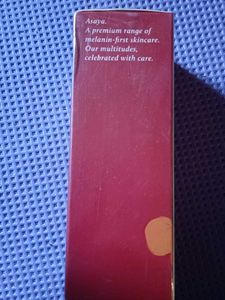 Asaya.
A premium range of
melanin-first skincare.
Our multitudes,
celebrated with care.